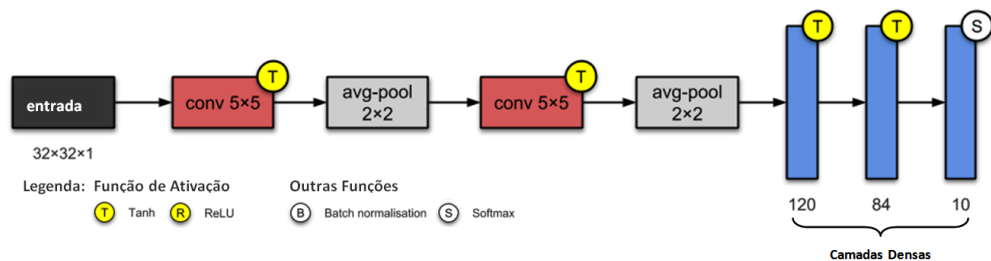 T T S
T T
entrada
conv 5×5
avg-pool
2×2
conv 5×5
avg-pool
2×2
32×32×1
Legenda: Função de Ativação Outras Funções
T Tanh R ReLU B Batch normalisation S Softmax
120 84 10
Camadas Densas